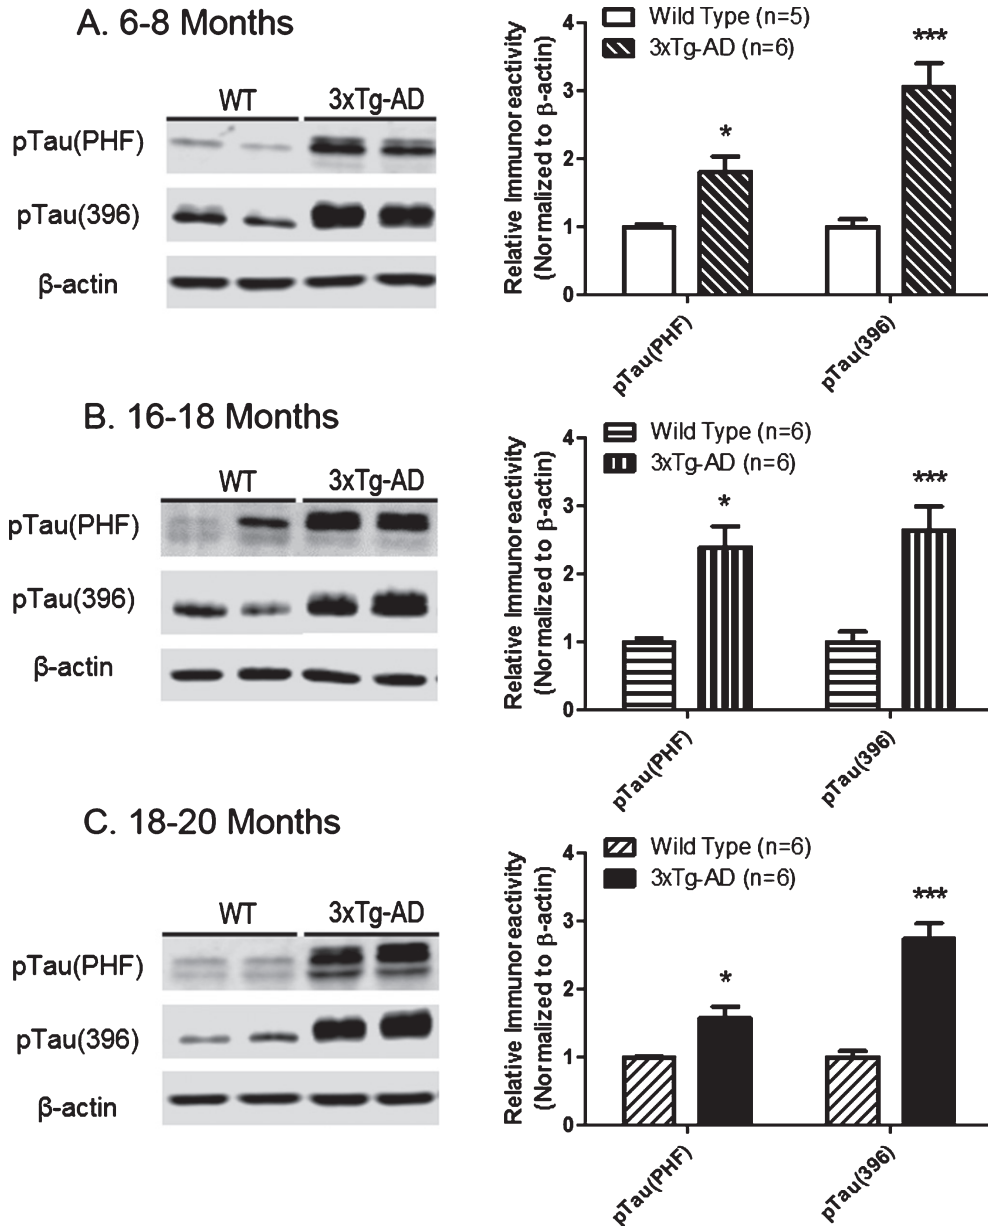 A. 6-8 Months
WT 3xTg-AD
pTau(PHF)
pTau(396)
β-actin
Relative Immunoreactivity
(Normalized to β-actin)
4
3
2
1
0
Wild Type (n=5)
3xTg-AD (n=6)
*
***
pTau(PHF)
pTau(396)
B. 16-18 Months
WT 3xTg-AD
pTau(PHF)
pTau(396)
β-actin
Relative Immunoreactivity
(Normalized to β-actin)
4
3
2
1
0
Wild Type (n=6)
3xTg-AD (n=6)
*
***
pTau(PHF)
pTau(396)
C. 18-20 Months
WT 3xTg-AD
pTau(PHF)
pTau(396)
β-actin
Relative Immunoreactivity
(Normalized to β-actin)
4
3
2
1
0
Wild Type (n=6)
3xTg-AD (n=6)
*
***
pTau(PHF)
pTau(396)